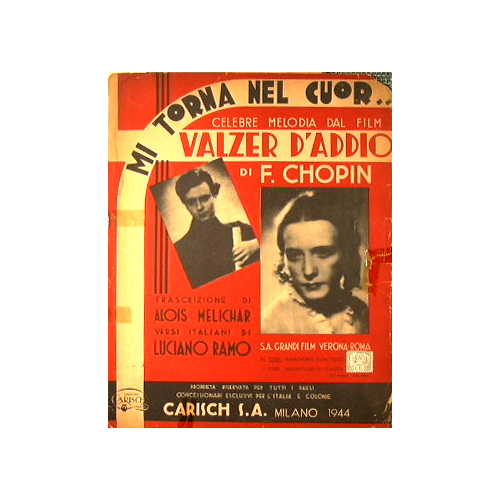 MI TORNA NEL CUOR..
CELEBRE MELODIA DAL FILM
VALZER D'ADDIO
DI F. CHOPIN
TRASCRIZIONE DI
ALOIS MELICHAR
VERSI ITALIANI DI
LUCIANO RAMO
S.A. GRANDI FILM VERONA-ROMA
PROPRIETÀ RISERVATA PER TUTTI I PAESI
CONCESSIONARI ESCLUSIVI PER L'ITALIA E COLONIE
CARISCH S.A. MILANO 1944
CARISCH